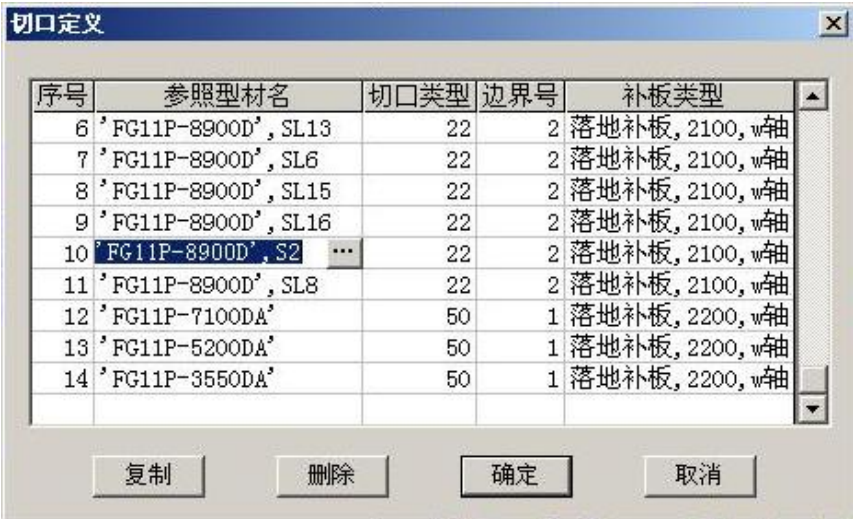 切口定义
序号 参照型材名 切口类型 边界号 补板类型
6 'FG11P-8900D',SL13 22 2 落地补板,2100,w轴
7 'FG11P-8900D',SL6 22 2 落地补板,2100,w轴
8 'FG11P-8900D',SL15 22 2 落地补板,2100,w轴
9 'FG11P-8900D',SL16 22 2 落地补板,2100,w轴
10 'FG11P-8900D',S2 ... 22 2 落地补板,2100,w轴
11 'FG11P-8900D',SL8 22 2 落地补板,2100,w轴
12 'FG11P-7100DA' 50 1 落地补板,2200,w轴
13 'FG11P-5200DA' 50 1 落地补板,2200,w轴
14 'FG11P-3550DA' 50 1 落地补板,2200,w轴
复制 删除 确定 取消